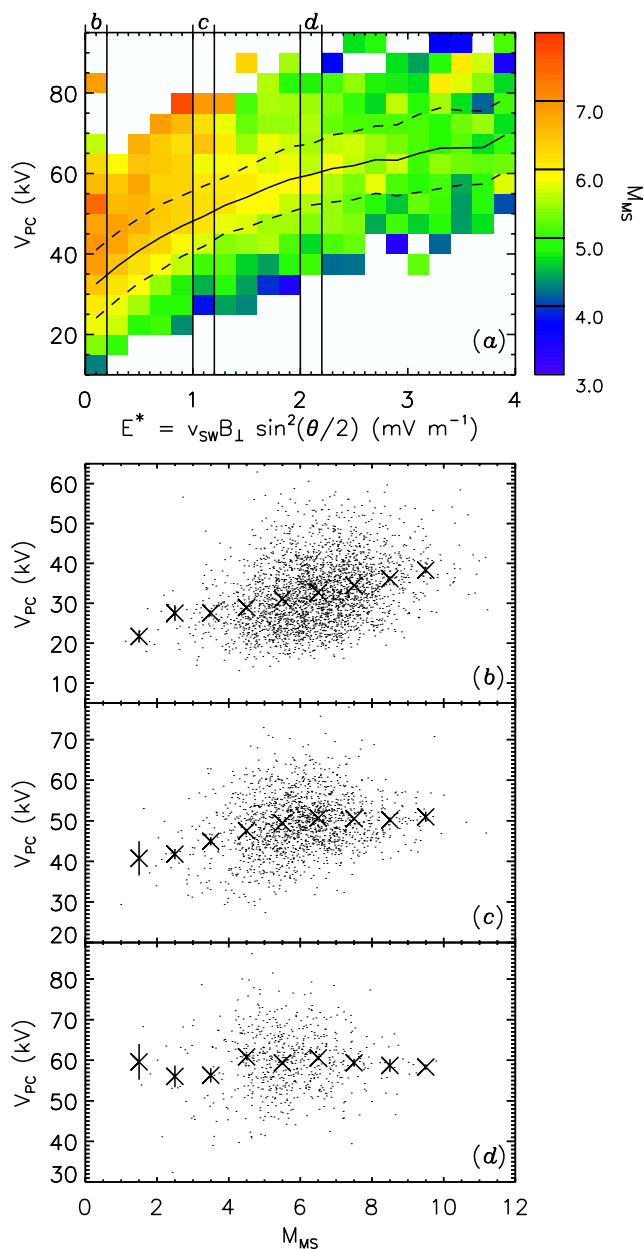 b c d
80
60
40
20
V_PC (kV)
(a)
0 1 2 3 4
E* = v_SW B_⊥ sin²(θ/2) (mV m⁻¹)
7.0
6.0
5.0
4.0
3.0
M_MS
60
50
40
30
20
10
V_PC (kV)
(b)
70
60
50
40
30
20
V_PC (kV)
(c)
80
70
60
50
40
30
V_PC (kV)
(d)
0 2 4 6 8 10 12
M_MS